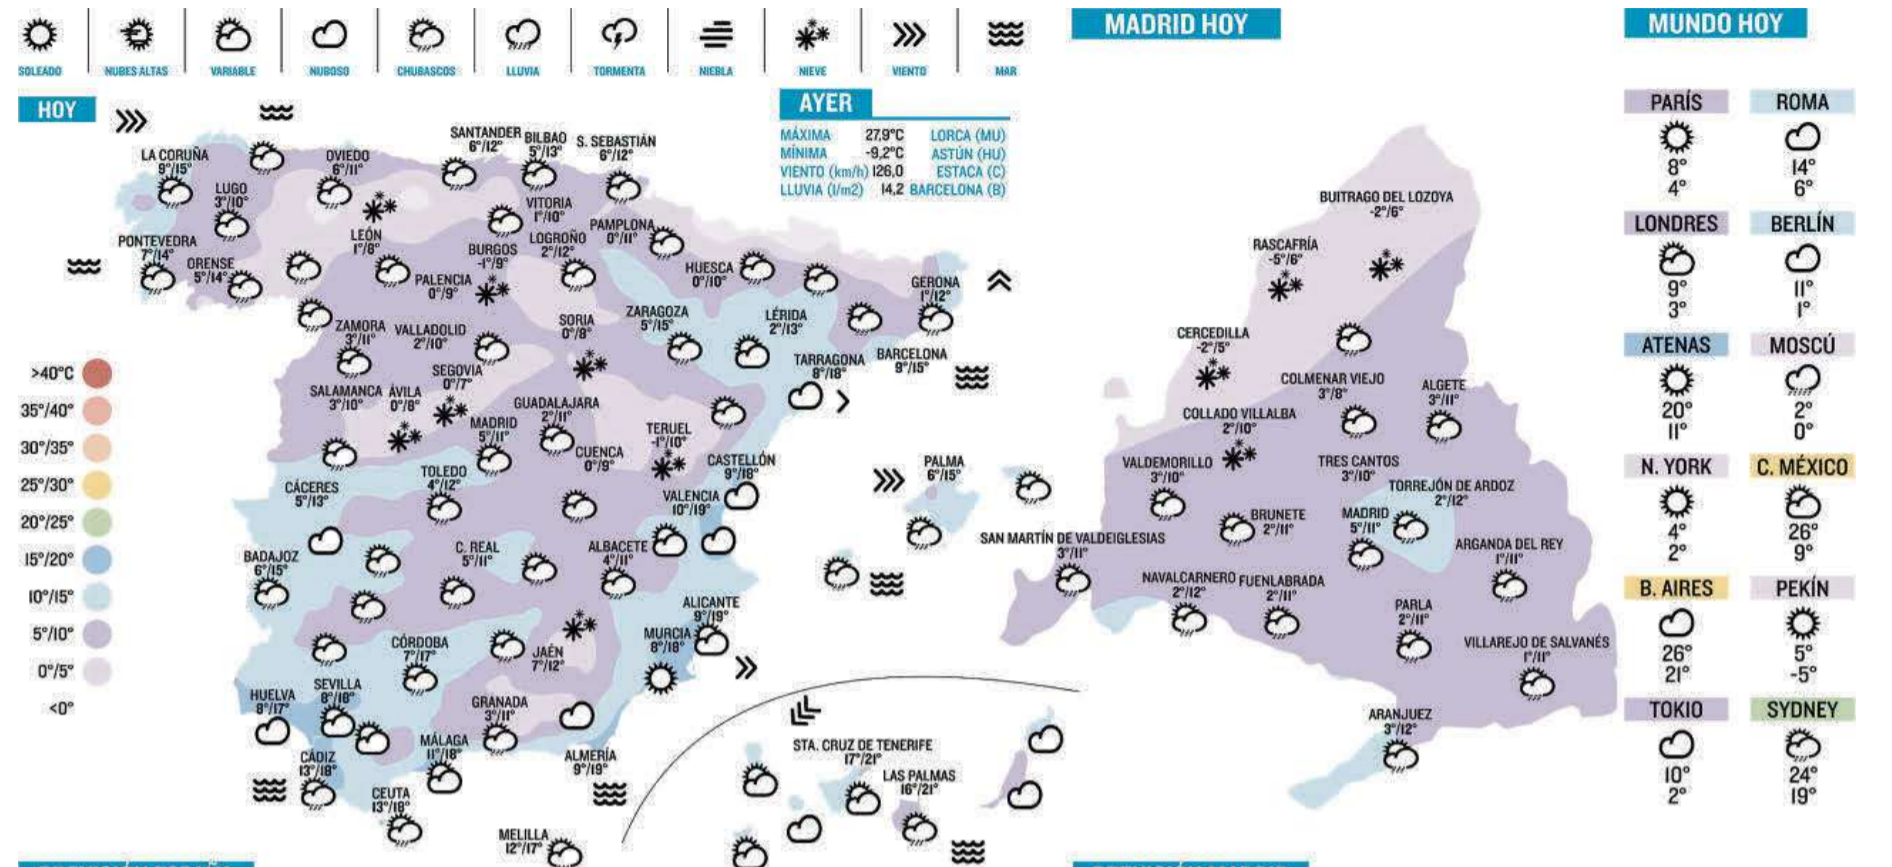 SOLEADO
NUBES ALTAS
VARIABLE
NUBOSO
CHUBASCOS
LLUVIA
TORMENTA
NIEBLA
NIEVE
VIENTO
MAR
HOY
AYER
MÁXIMA 27,9°C LORCA (MU)
MÍNIMA -9,2°C ASTÚN (HU)
VIENTO (km/h) 126,0 ESTACA (C)
LLUVIA (l/m2) 14,2 BARCELONA (B)
LA CORUÑA
9°/15°
LUGO
3°/10°
OVIEDO
6°/11°
SANTANDER
6°/12°
BILBAO
5°/13°
S. SEBASTIÁN
6°/12°
VITORIA
1°/10°
PAMPLONA
0°/11°
PONTEVEDRA
7°/14°
ORENSE
5°/14°
LEÓN
1°/8°
BURGOS
-1°/9°
LOGROÑO
2°/12°
PALENCIA
0°/9°
HUESCA
0°/10°
GERONA
1°/12°
ZAMORA
3°/11°
VALLADOLID
2°/10°
SORIA
0°/8°
ZARAGOZA
5°/15°
LÉRIDA
2°/13°
TARRAGONA
8°/18°
BARCELONA
9°/15°
SEGOVIA
0°/7°
SALAMANCA
3°/10°
ÁVILA
0°/8°
MADRID
5°/11°
GUADALAJARA
2°/11°
CUENCA
0°/9°
TERUEL
-1°/10°
CASTELLÓN
9°/18°
CÁCERES
5°/13°
TOLEDO
4°/12°
VALENCIA
10°/19°
PALMA
6°/15°
BADAJOZ
6°/15°
C. REAL
5°/11°
ALBACETE
4°/11°
ALICANTE
9°/19°
MURCIA
8°/18°
CÓRDOBA
7°/17°
JAÉN
7°/12°
HUELVA
8°/17°
SEVILLA
8°/16°
GRANADA
3°/11°
CÁDIZ
13°/18°
MÁLAGA
11°/18°
ALMERÍA
9°/19°
CEUTA
13°/18°
MELILLA
12°/17°
STA. CRUZ DE TENERIFE
17°/21°
LAS PALMAS
16°/21°
>40°C
35°/40°
30°/35°
25°/30°
20°/25°
15°/20°
10°/15°
5°/10°
0°/5°
<0°
MADRID HOY
BUITRAGO DEL LOZOYA
-2°/6°
RASCAFRÍA
-5°/6°
CERCEDILLA
-2°/5°
COLMENAR VIEJO
3°/8°
ALGETE
3°/11°
COLLADO VILLALBA
2°/10°
VALDEMORILLO
3°/10°
TRES CANTOS
3°/10°
TORREJÓN DE ARDOZ
2°/12°
BRUNETE
2°/11°
MADRID
5°/11°
SAN MARTÍN DE VALDEIGLESIAS
3°/11°
ARGANDA DEL REY
1°/11°
NAVALCARNERO
2°/12°
FUENLABRADA
2°/11°
PARLA
2°/11°
VILLAREJO DE SALVANÉS
1°/11°
ARANJUEZ
3°/12°
MUNDO HOY
PARÍS
8°
4°
ROMA
14°
6°
LONDRES
9°
3°
BERLÍN
11°
1°
ATENAS
20°
11°
MOSCÚ
2°
0°
N. YORK
4°
2°
C. MÉXICO
26°
9°
B. AIRES
26°
21°
PEKÍN
5°
-5°
TOKIO
10°
2°
SYDNEY
24°
19°